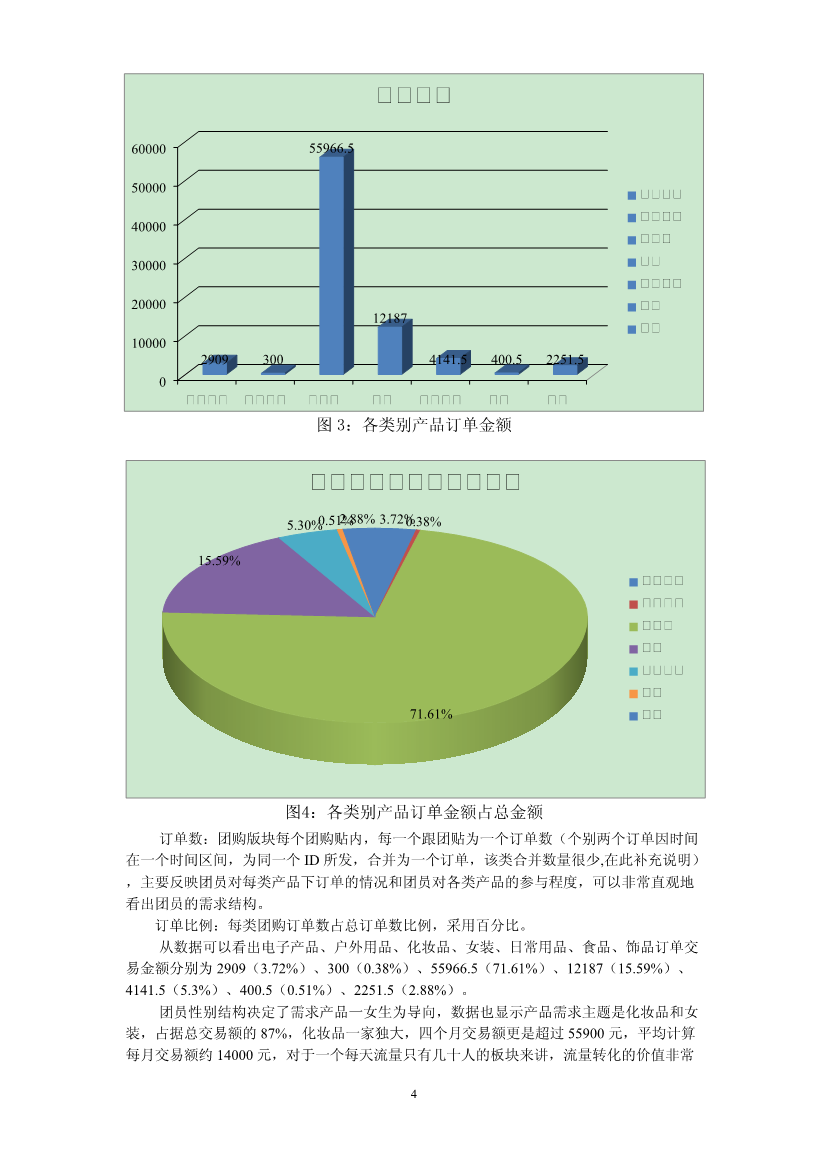 60000
50000
40000
30000
20000
10000
0
2909
300
55966.5
12187
4141.5
400.5
2251.5
图 3：各类别产品订单金额
5.30%
0.51%
2.88%
3.72%
0.38%
15.59%
71.61%
图4：各类别产品订单金额占总金额
订单数：团购版块每个团购贴内，每一个跟团贴为一个订单数（个别两个订单因时间
在一个时间区间，为同一个 ID 所发，合并为一个订单，该类合并数量很少,在此补充说明）
，主要反映团员对每类产品下订单的情况和团员对各类产品的参与程度，可以非常直观地
看出团员的需求结构。
订单比例：每类团购订单数占总订单数比例，采用百分比。
从数据可以看出电子产品、户外用品、化妆品、女装、日常用品、食品、饰品订单交
易金额分别为 2909（3.72%）、300（0.38%）、55966.5（71.61%）、12187（15.59%）、
4141.5（5.3%）、400.5（0.51%）、2251.5（2.88%）。
团员性别结构决定了需求产品一女生为导向，数据也显示产品需求主题是化妆品和女
装，占据总交易额的 87%，化妆品一家独大，四个月交易额更是超过 55900 元，平均计算
每月交易额约 14000 元，对于一个每天流量只有几十人的板块来讲，流量转化的价值非常
4